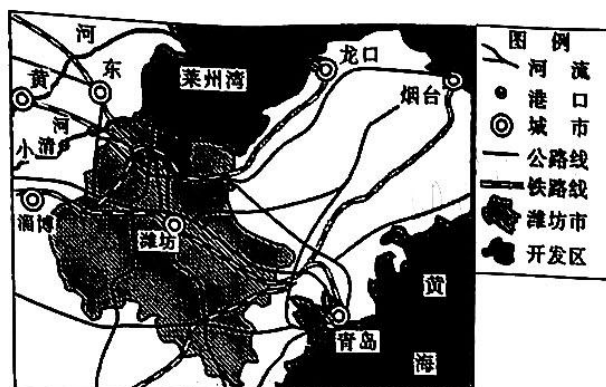 河
黄
东
莱州湾
龙口
烟台
小清河
淄博
潍坊
青岛
黄
海
图例
河流
港口
城市
公路线
铁路线
潍坊市
开发区